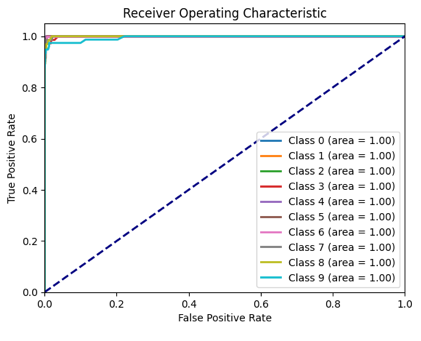 Receiver Operating Characteristic
True Positive Rate
1.0
0.8
0.6
0.4
0.2
0.0
Class 0 (area = 1.00)
Class 1 (area = 1.00)
Class 2 (area = 1.00)
Class 3 (area = 1.00)
Class 4 (area = 1.00)
Class 5 (area = 1.00)
Class 6 (area = 1.00)
Class 7 (area = 1.00)
Class 8 (area = 1.00)
Class 9 (area = 1.00)
0.0 0.2 0.4 0.6 0.8 1.0
False Positive Rate